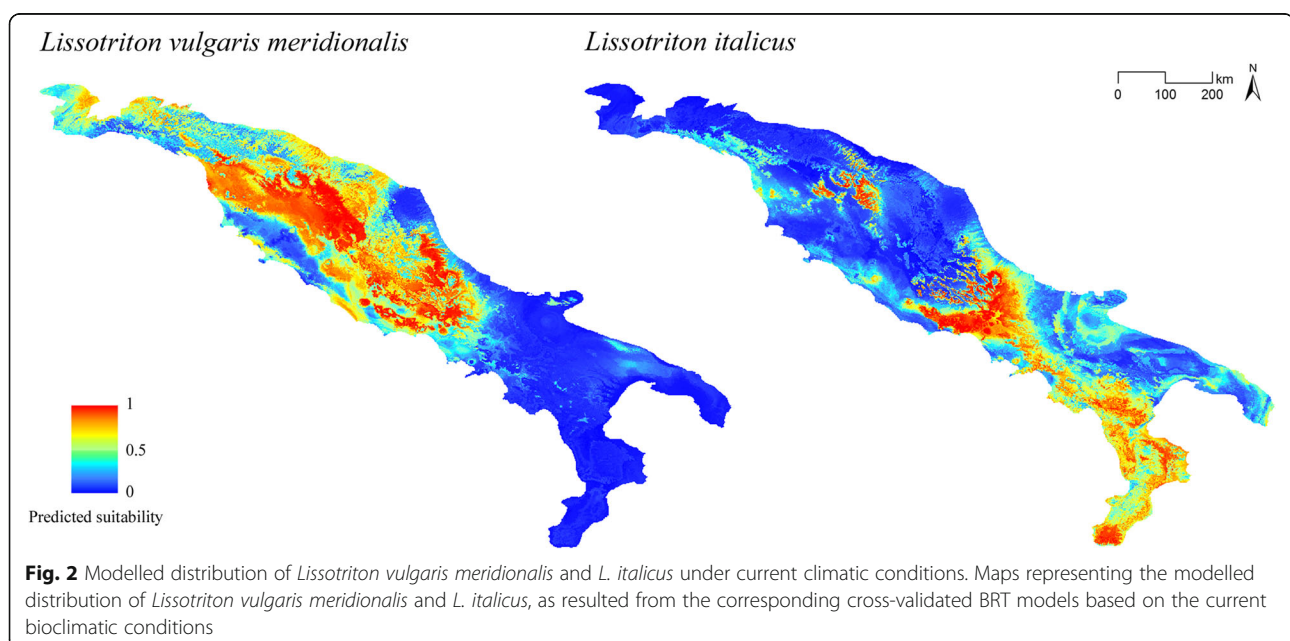 Lissotriton vulgaris meridionalis
Lissotriton italicus
N
km
0 100 200
1
0.5
0
Predicted suitability
Fig. 2 Modelled distribution of Lissotriton vulgaris meridionalis and L. italicus under current climatic conditions. Maps representing the modelled
distribution of Lissotriton vulgaris meridionalis and L. italicus, as resulted from the corresponding cross-validated BRT models based on the current
bioclimatic conditions